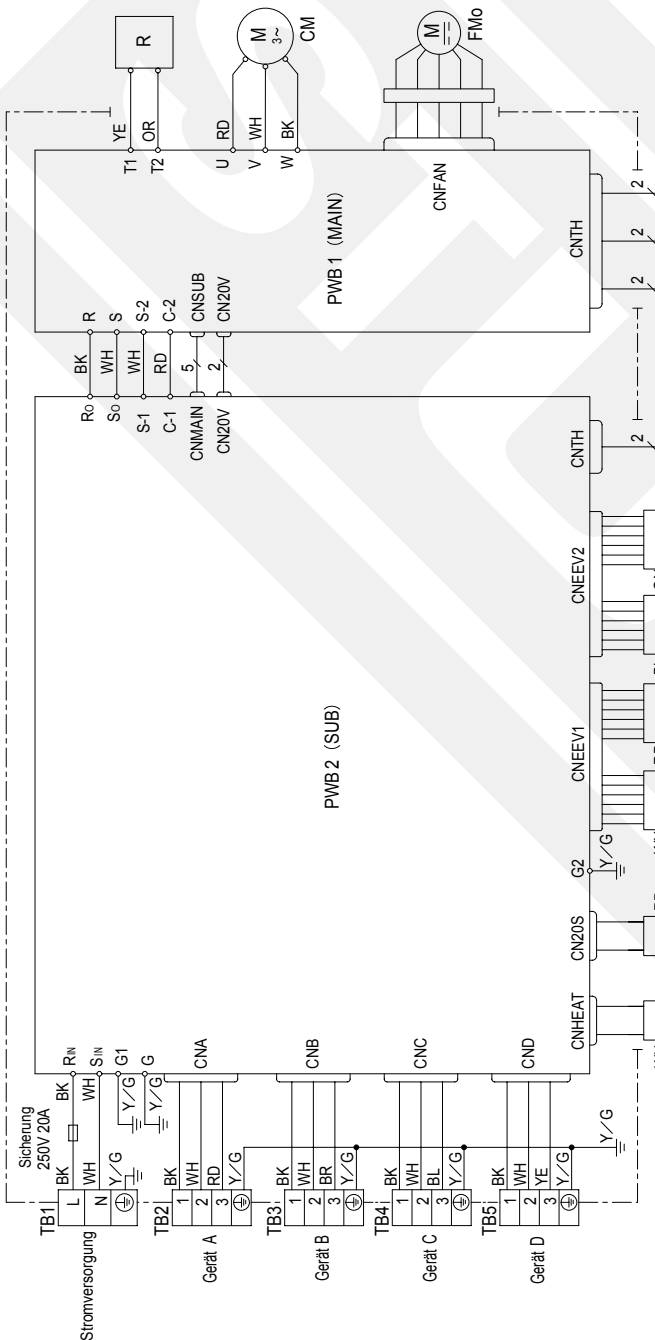 R
YE
OR
T1
T2
M
3~
CM
RD
WH
BK
U
V
W
M
FMo
CNFAN
PWB1 (MAIN)
CNTH
2
2
2
R
S
S-2
C-2
CNSUB
CN20V
BK
WH
WH
RD
5
2
Ro
So
S-1
C-1
CNMAIN
CN20V
CNTH
2
CNEEV2
CNEEV1
PWB2 (SUB)
G2
Y/G
CN20S
CNHEAT
Sicherung
250V 20A
BK
RIN
BK
WH
SIN
WH
G1
Y/G
G
Y/G
Y/G
TB1
L
N
Stromversorgung
CNA
TB2
1
2
3
BK
WH
RD
Y/G
Gerät A
CNB
TB3
1
2
3
BK
WH
BR
Y/G
Gerät B
CNC
TB4
1
2
3
BK
WH
BL
Y/G
Gerät C
CND
TB5
1
2
3
BK
WH
YE
Y/G
Gerät D
Y/G